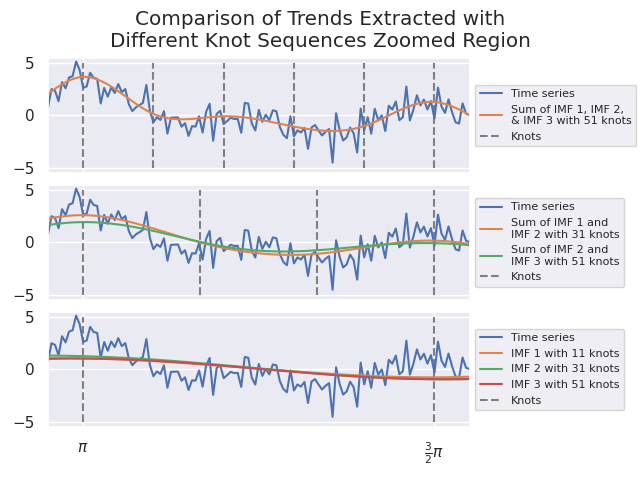 Comparison of Trends Extracted with
Different Knot Sequences Zoomed Region
5
0
−5
Time series
Sum of IMF 1, IMF 2,
& IMF 3 with 51 knots
Knots
5
0
−5
Time series
Sum of IMF 1 and
IMF 2 with 31 knots
Sum of IMF 2 and
IMF 3 with 51 knots
Knots
5
0
−5
Time series
IMF 1 with 11 knots
IMF 2 with 31 knots
IMF 3 with 51 knots
Knots
π
3/2 π